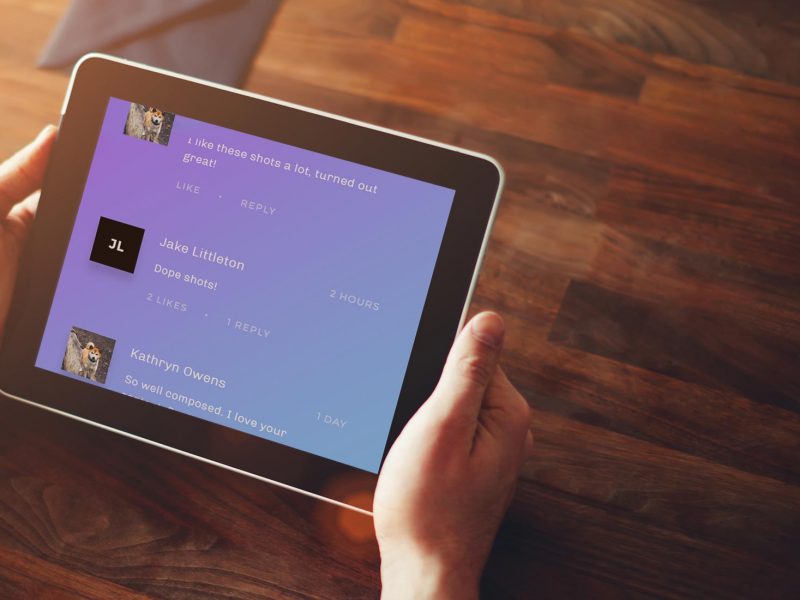 I like these shots a lot, turned out
great!
LIKE • REPLY
JL
Jake Littleton
Dope shots!
2 HOURS
2 LIKES • 1 REPLY
Kathryn Owens
So well composed. I love your
1 DAY